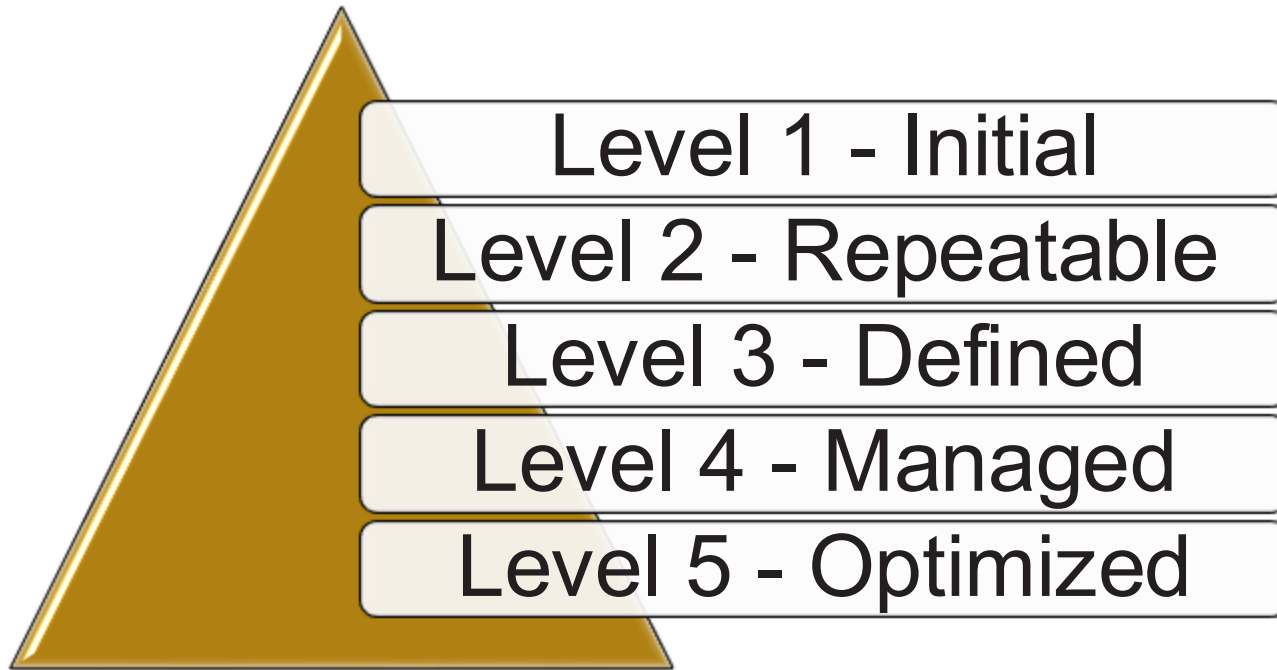 Level 1 - Initial
Level 2 - Repeatable
Level 3 - Defined
Level 4 - Managed
Level 5 - Optimized